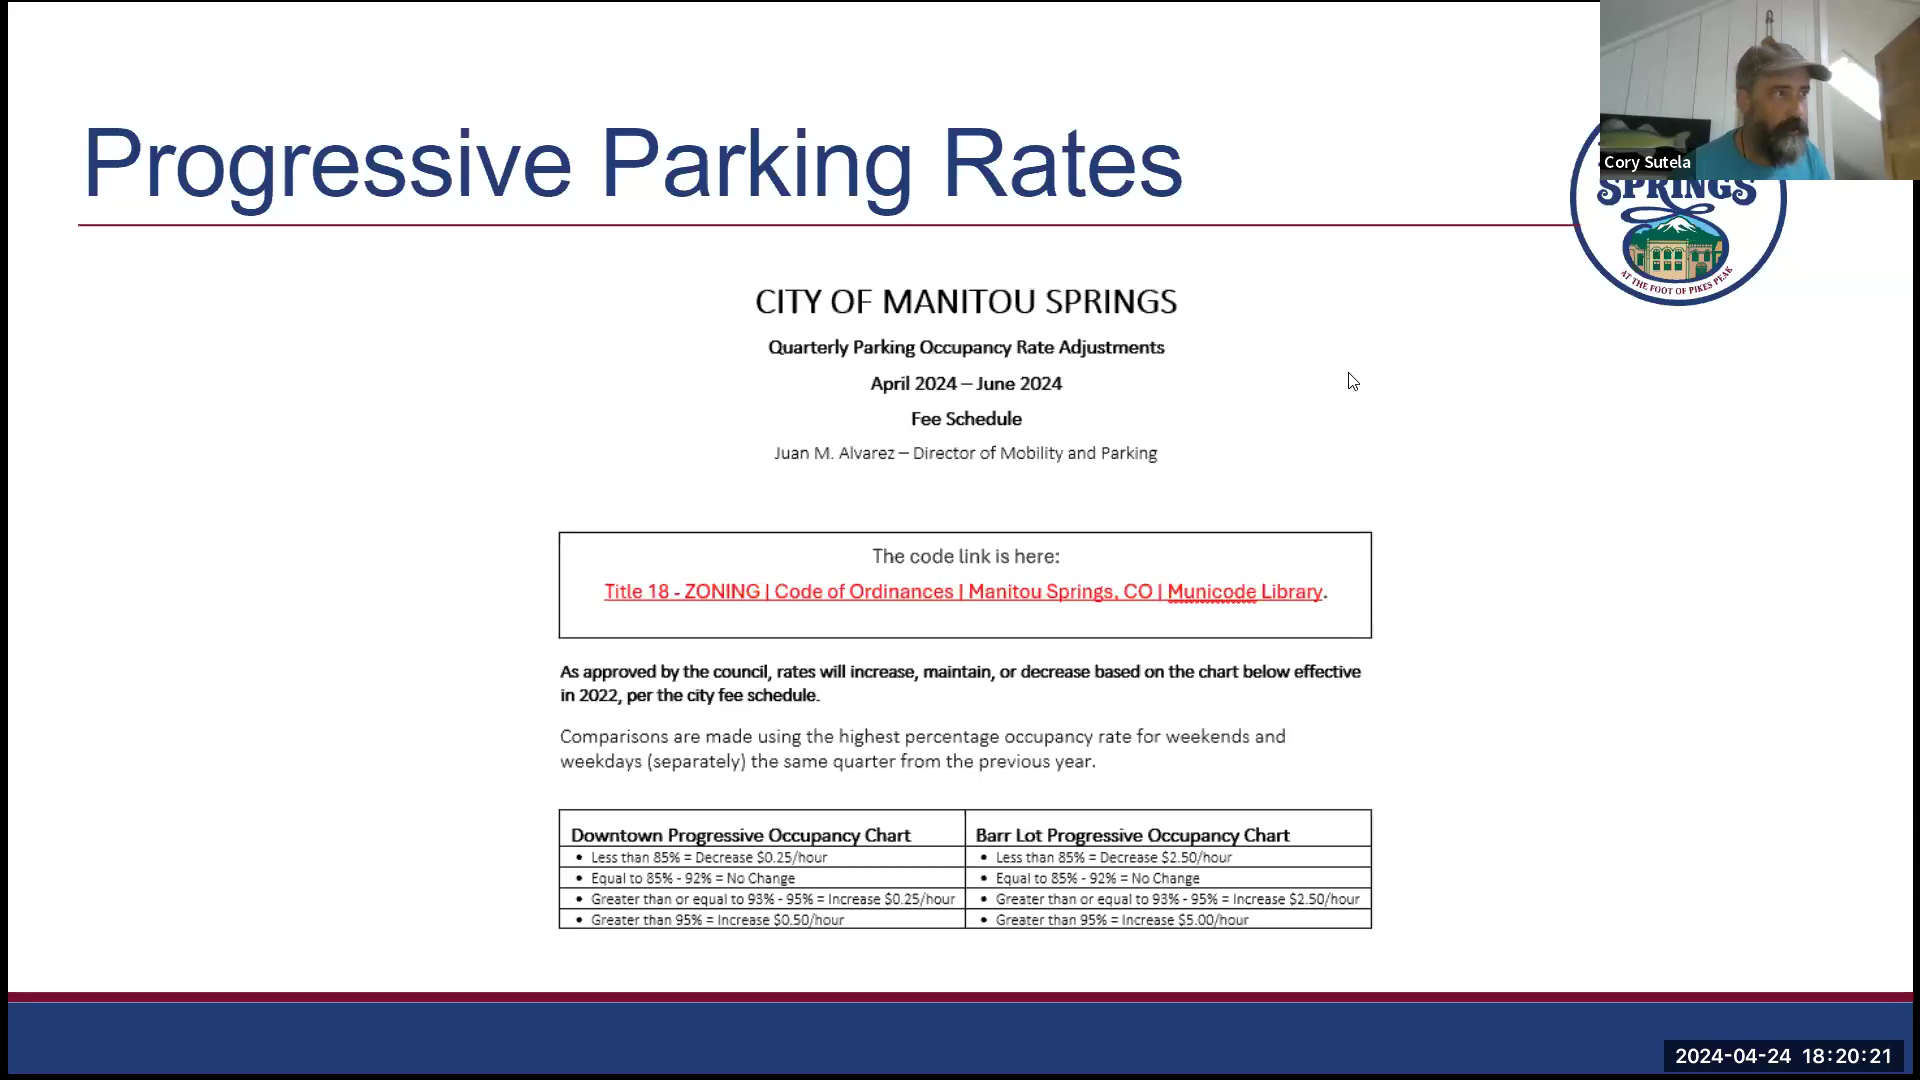 Progressive Parking Rates
Cory Sutela
SPRINGS
AT THE FOOT OF PIKES PEAK
CITY OF MANITOU SPRINGS
Quarterly Parking Occupancy Rate Adjustments
April 2024 – June 2024
Fee Schedule
Juan M. Alvarez – Director of Mobility and Parking
The code link is here:
Title 18 - ZONING | Code of Ordinances | Manitou Springs, CO | Municode Library.
As approved by the council, rates will increase, maintain, or decrease based on the chart below effective
in 2022, per the city fee schedule.
Comparisons are made using the highest percentage occupancy rate for weekends and
weekdays (separately) the same quarter from the previous year.
Downtown Progressive Occupancy Chart
• Less than 85% = Decrease $0.25/hour
• Equal to 85% - 92% = No Change
• Greater than or equal to 93% - 95% = Increase $0.25/hour
• Greater than 95% = Increase $0.50/hour
Barr Lot Progressive Occupancy Chart
• Less than 85% = Decrease $2.50/hour
• Equal to 85% - 92% = No Change
• Greater than or equal to 93% - 95% = Increase $2.50/hour
• Greater than 95% = Increase $5.00/hour
2024-04-24 18:20:21